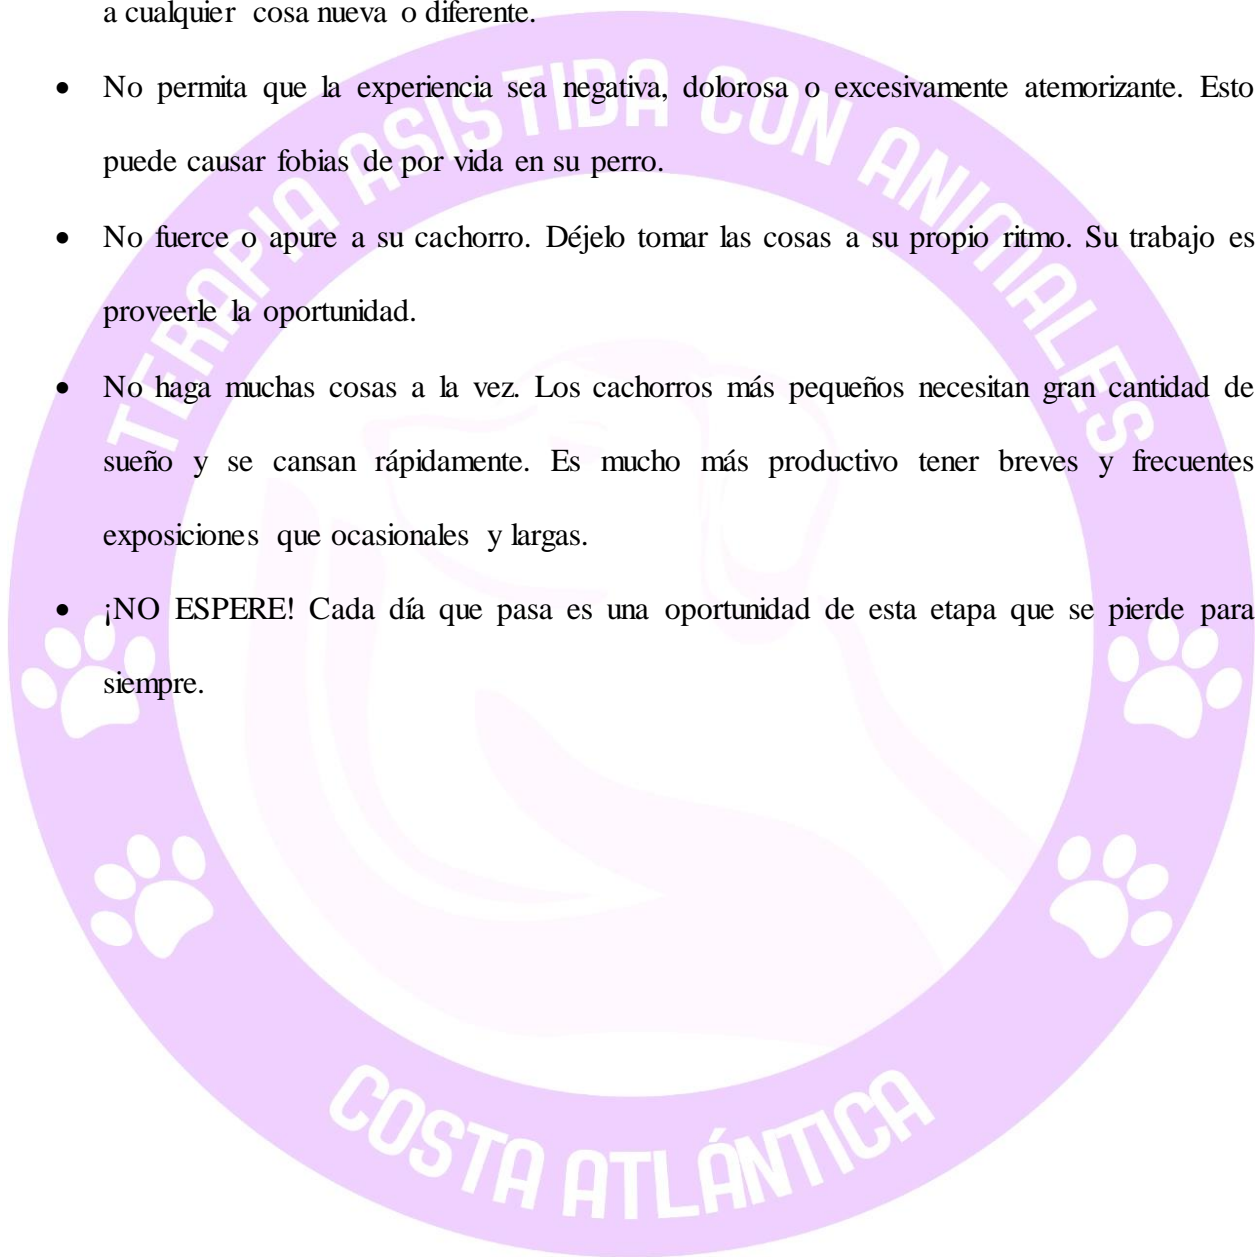 a cualquier cosa nueva o diferente.
• No permita que la experiencia sea negativa, dolorosa o excesivamente atemorizante. Esto
puede causar fobias de por vida en su perro.
• No fuerce o apure a su cachorro. Déjelo tomar las cosas a su propio ritmo. Su trabajo es
proveerle la oportunidad.
• No haga muchas cosas a la vez. Los cachorros más pequeños necesitan gran cantidad de
sueño y se cansan rápidamente. Es mucho más productivo tener breves y frecuentes
exposiciones que ocasionales y largas.
• ¡NO ESPERE! Cada día que pasa es una oportunidad de esta etapa que se pierde para
siempre.
TERAPIA ASISTIDA CON ANIMALES
COSTA ATLÁNTICA